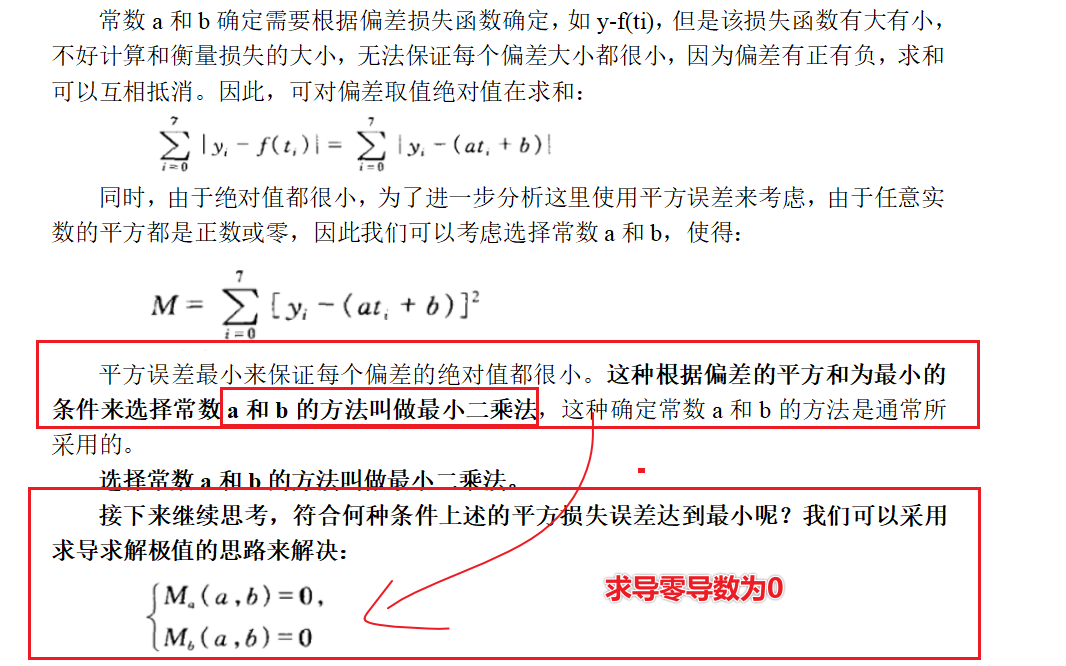 常数 a 和 b 确定需要根据偏差损失函数确定，如 y-f(ti)，但是该损失函数有大有小，
不好计算和衡量损失的大小，无法保证每个偏差大小都很小，因为偏差有正有负，求和
可以互相抵消。因此，可对偏差取值绝对值在求和：
7
∑ |yᵢ − f(tᵢ)| = ∑ |yᵢ − (atᵢ + b)|
i=0
7
i=0
同时，由于绝对值都很小，为了进一步分析这里使用平方误差来考虑，由于任意实
数的平方都是正数或零，因此我们可以考虑选择常数 a 和 b，使得：
7
M = ∑ [yᵢ − (atᵢ + b)]²
i=0
平方误差最小来保证每个偏差的绝对值都很小。这种根据偏差的平方和为最小的
条件来选择常数 a 和 b 的方法叫做最小二乘法，这种确定常数 a 和 b 的方法是通常所
采用的。
选择常数 a 和 b 的方法叫做最小二乘法。
接下来继续思考，符合何种条件上述的平方损失误差达到最小呢？我们可以采用
求导求解极值的思路来解决：
Mₐ(a,b)=0,
M_b(a,b)=0
求导零导数为0